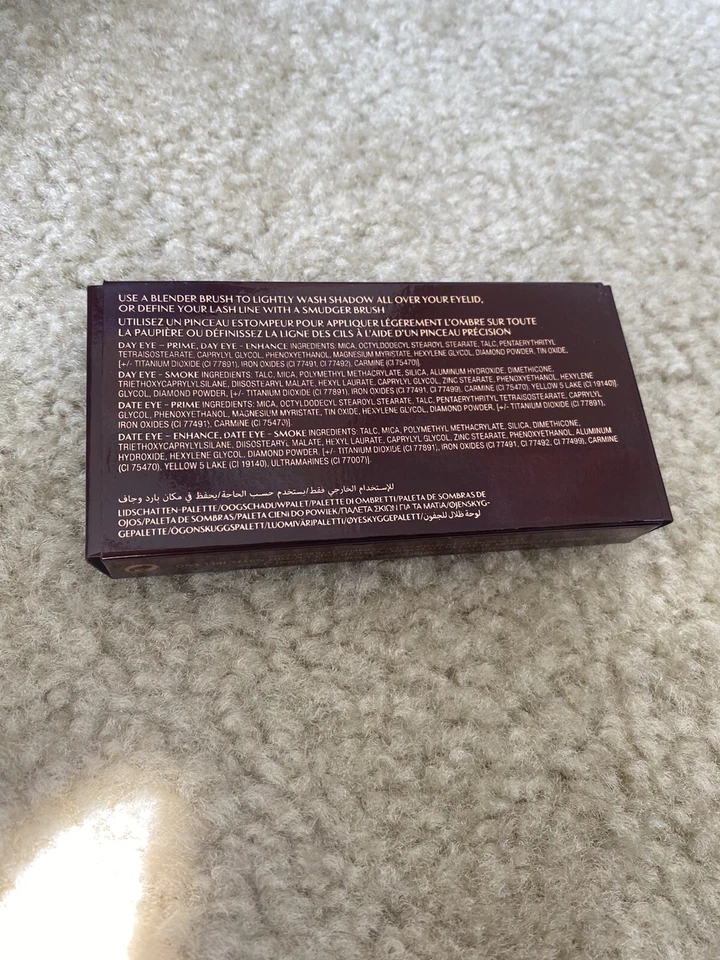 USE A BLENDER BRUSH TO LIGHTLY WASH SHADOW ALL OVER YOUR EYELID,
OR DEFINE YOUR LASH LINE WITH A SMUDGER BRUSH
UTILISEZ UN PINCEAU ESTOMPEUR POUR APPLIQUER LÉGÈREMENT L'OMBRE SUR TOUTE
LA PAUPIÈRE OU DÉFINISSEZ LA LIGNE DES CILS À L'AIDE D'UN PINCEAU PRÉCISION
DAY EYE – PRIME, DAY EYE - ENHANCE INGREDIENTS: MICA, OCTYLDODECYL STEAROYL STEARATE, TALC, PENTAERYTHRITYL
TETRAISOSTEARATE, CAPRYLYL GLYCOL, PHENOXYETHANOL, MAGNESIUM MYRISTATE, HEXYLENE GLYCOL, DIAMOND POWDER, TIN OXIDE,
[+/- TITANIUM DIOXIDE (CI 77891), IRON OXIDES (CI 77491, CI 77492), CARMINE (CI 75470)].
DAY EYE – SMOKE INGREDIENTS: TALC, MICA, POLYMETHYL METHACRYLATE, SILICA, ALUMINUM HYDROXIDE, DIMETHICONE,
TRIETHOXYCAPRYLYLSILANE, DIISOSTEARYL MALATE, HEXYL LAURATE, CAPRYLYL GLYCOL, ZINC STEARATE, PHENOXYETHANOL, HEXYLENE
GLYCOL, DIAMOND POWDER, [+/- TITANIUM DIOXIDE (CI 77891), IRON OXIDES (CI 77491, CI 77499), CARMINE (CI 75470), YELLOW 5 LAKE (CI 19140)].
DATE EYE – PRIME INGREDIENTS: MICA, OCTYLDODECYL STEAROYL STEARATE, TALC, PENTAERYTHRITYL TETRAISOSTEARATE, CAPRYLYL
GLYCOL, PHENOXYETHANOL, MAGNESIUM MYRISTATE, TIN OXIDE, HEXYLENE GLYCOL, DIAMOND POWDER, [+/- TITANIUM DIOXIDE (CI 77891),
IRON OXIDES (CI 77491), CARMINE (CI 75470)].
DATE EYE – ENHANCE, DATE EYE – SMOKE INGREDIENTS: TALC, MICA, POLYMETHYL METHACRYLATE, SILICA, DIMETHICONE,
TRIETHOXYCAPRYLYLSILANE, DIISOSTEARYL MALATE, HEXYL LAURATE, CAPRYLYL GLYCOL, ZINC STEARATE, PHENOXYETHANOL, ALUMINUM
HYDROXIDE, HEXYLENE GLYCOL, DIAMOND POWDER, [+/- TITANIUM DIOXIDE (CI 77891), IRON OXIDES (CI 77491, CI 77492, CI 77499), CARMINE
(CI 75470), YELLOW 5 LAKE (CI 19140), ULTRAMARINES (CI 77007)].
للإستخدام الخارجي فقط/يستخدم حسب الحاجة/يحفظ في مكان بارد وجاف
LIDSCHATTEN-PALETTE/OOGSCHADUWPALET/PALETTE DI OMBRETTI/PALETA DE SOMBRAS DE
OJOS/PALETA DE SOMBRAS/PALETA CIENI DO POWIEK/ΠΑΛΕΤΑ ΣΚΙΩΝ ΓΙΑ ΤΑ ΜΑΤΙΑ/ØJENSKYG-
GEPALETTE/ÖGONSKUGGSPALETT/LUOMIVÄRIPALETTI/ØYESKYGGEPALETT/لوحة ظلال للجفون